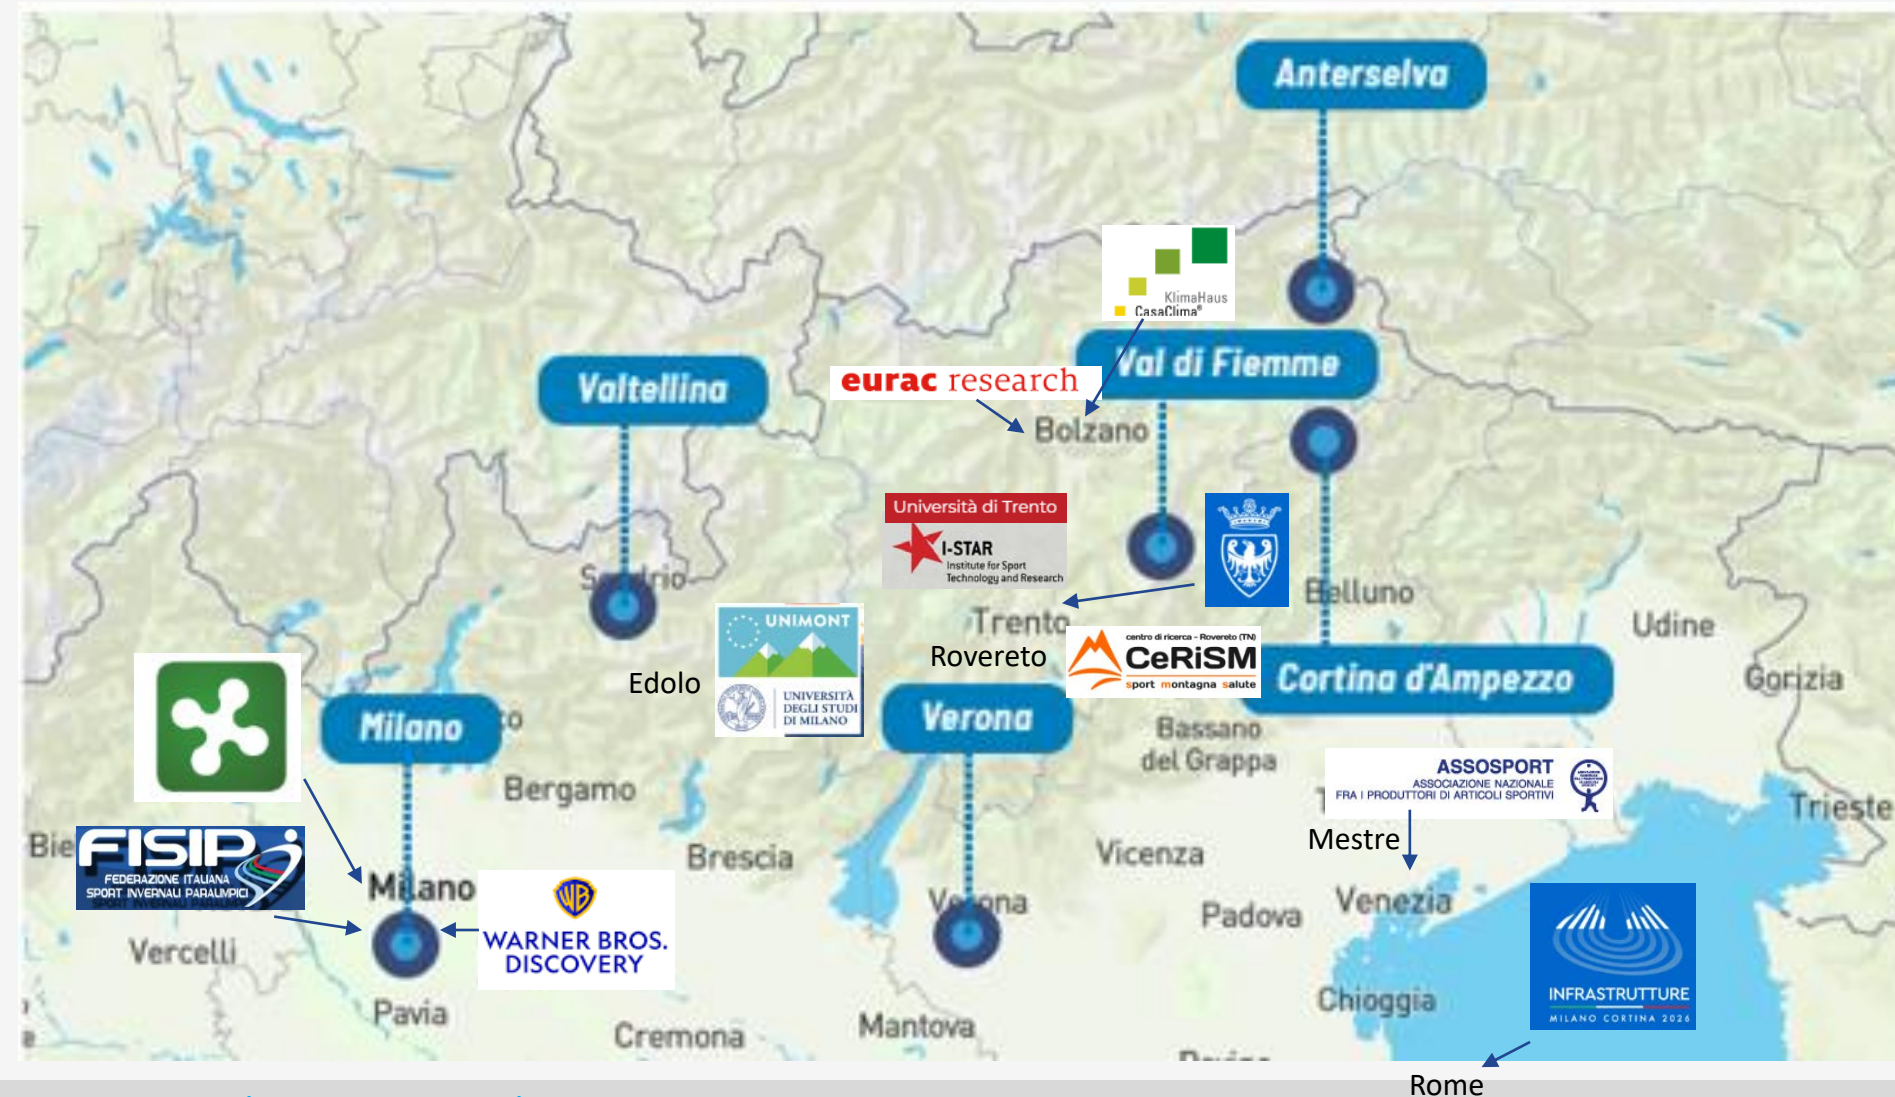 Anterselva
KlimaHaus
CasaClima®
Val di Fiemme
eurac research
Valtellina
Bolzano
Università di Trento
I-STAR
Institute for Sport
Technology and Research
Sondrio
Belluno
Trento
Udine
UNIMONT
UNIVERSITÀ
DEGLI STUDI
DI MILANO
Edolo
Rovereto
centro di ricerca - Rovereto (TN)
CeRiSM
sport montagna salute
Cortina d'Ampezzo
Gorizia
Milano
Verona
Bassano
del Grappa
Bergamo
ASSOSPORT
ASSOCIAZIONE NAZIONALE
FRA I PRODUTTORI DI ARTICOLI SPORTIVI
Trieste
Mestre
Bie
FISIP
FEDERAZIONE ITALIANA
SPORT INVERNALI PARALIMPICI
Brescia
Vicenza
Milano
WB
WARNER BROS.
DISCOVERY
Verona
Padova
Venezia
Vercelli
INFRASTRUTTURE
MILANO CORTINA 2026
Pavia
Cremona
Mantova
Chioggia
Rome